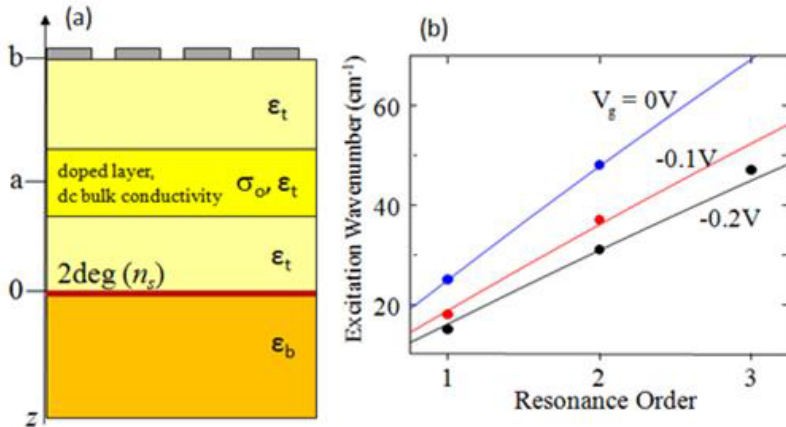 (a)
b
εt
doped layer,
dc bulk conductivity
σo, εt
a
εt
2deg (ns)
0
εb
z
(b)
Excitation Wavenumber (cm-1)
60
40
20
Vg = 0V
-0.1V
-0.2V
1
2
3
Resonance Order